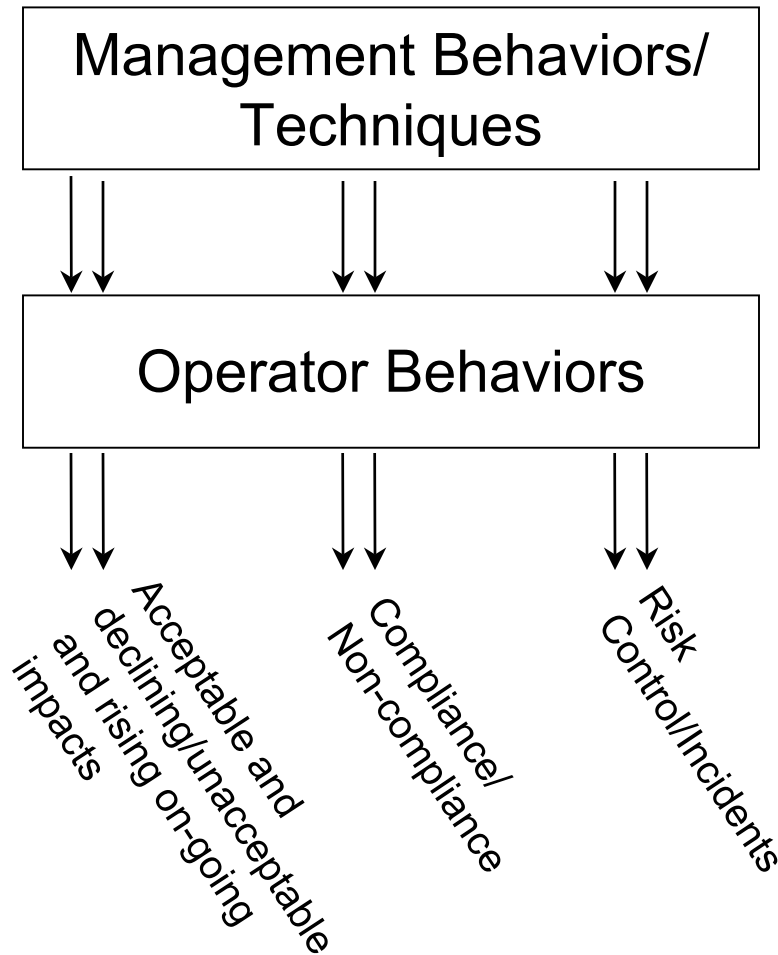 Management Behaviors/
Techniques
Operator Behaviors
Acceptable and
declining/unacceptable
and rising on-going
impacts
Compliance/
Non-compliance
Risk
Control/Incidents